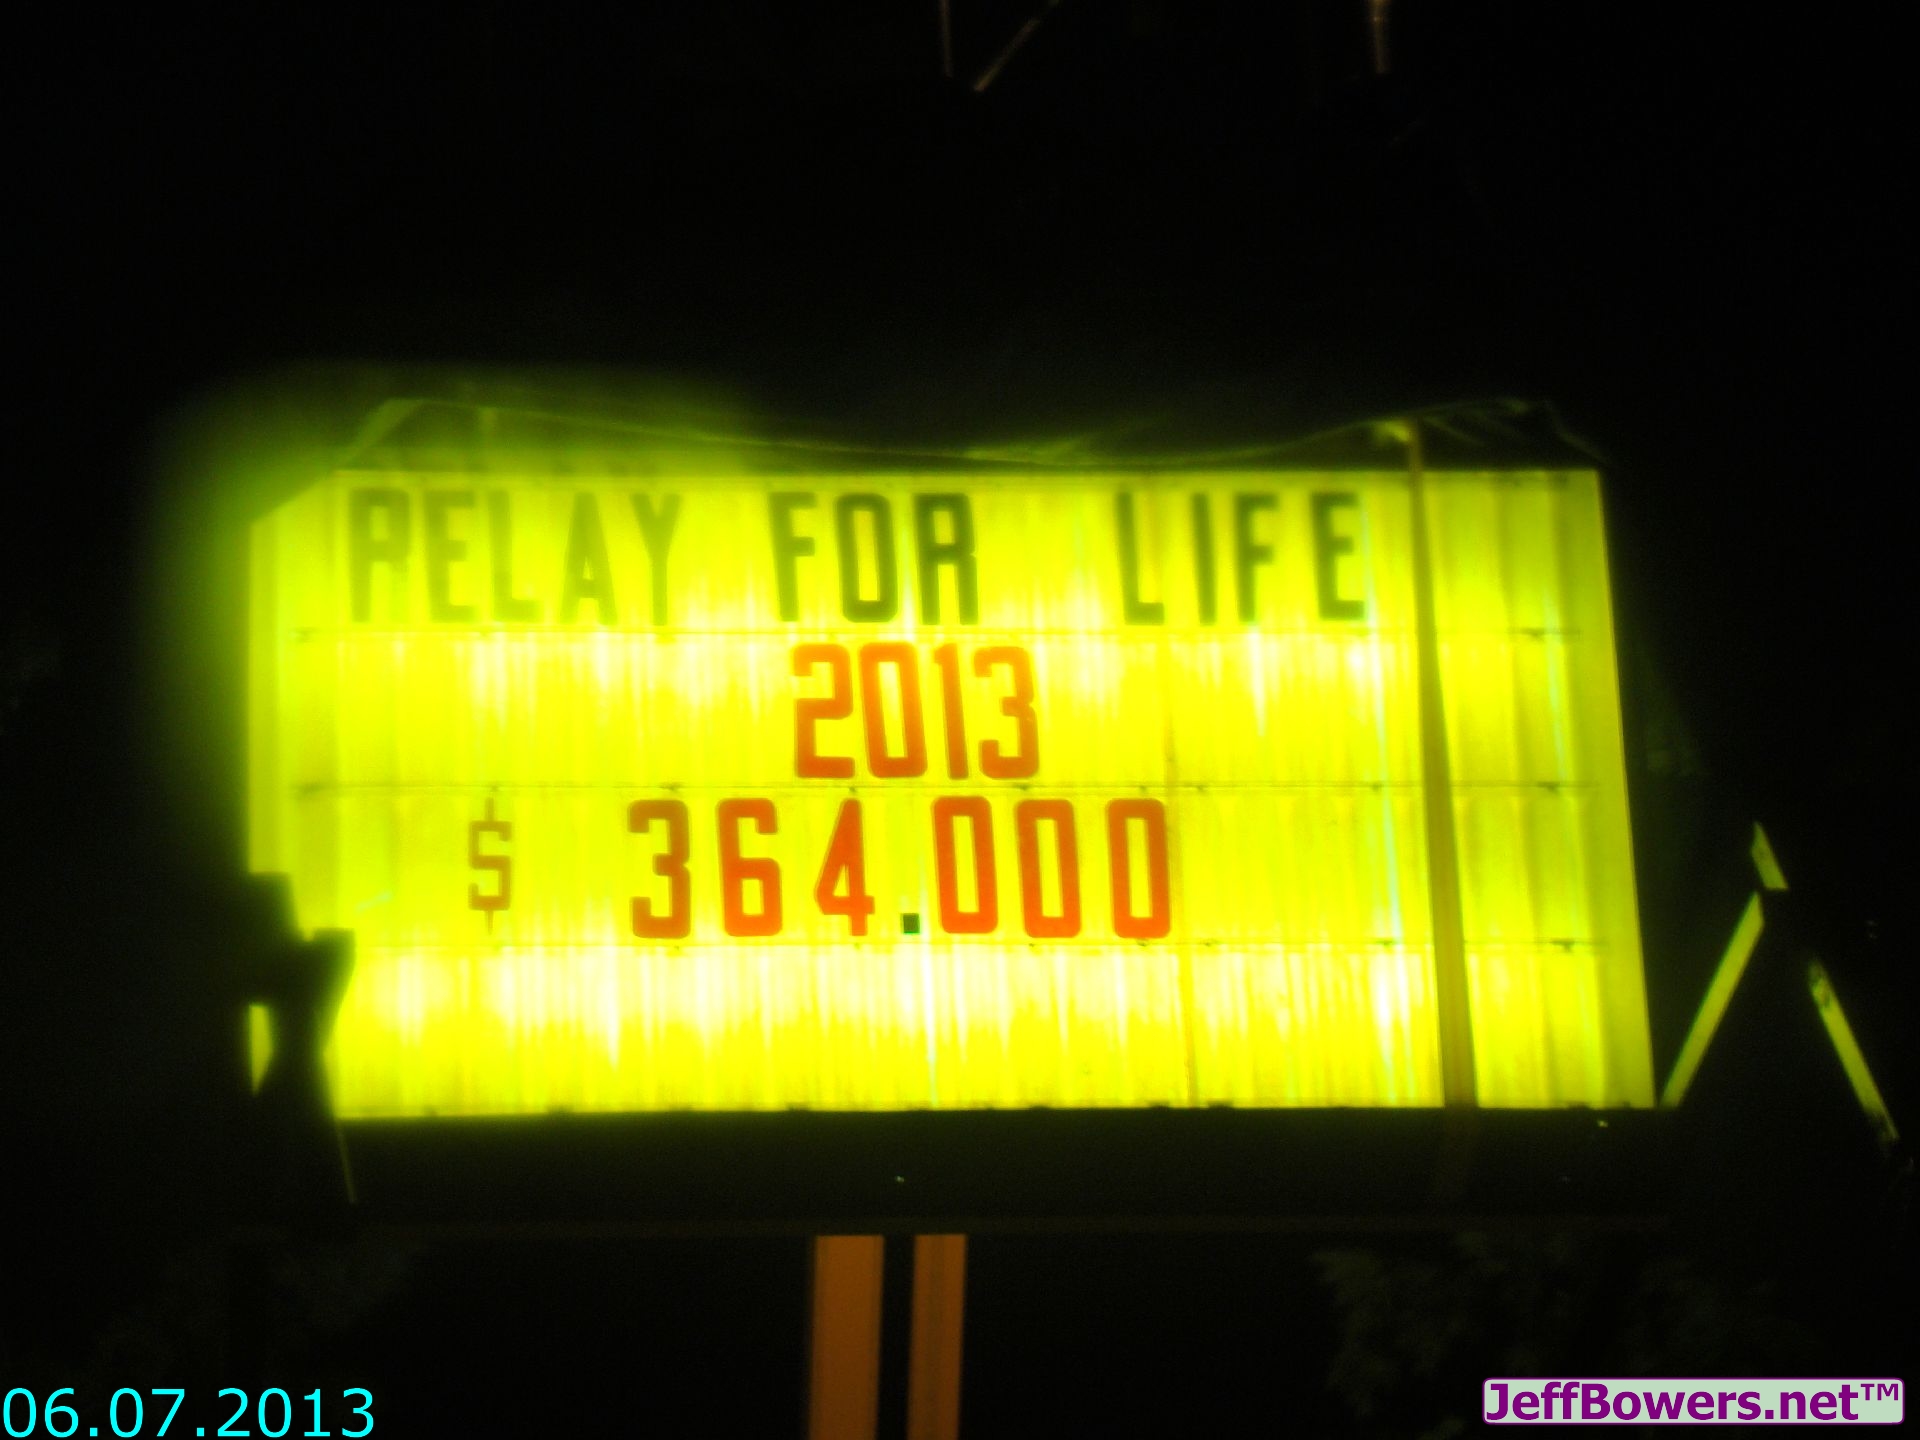 RELAY FOR LIFE
2013
$ 364.000
06.07.2013
JeffBowers.net™